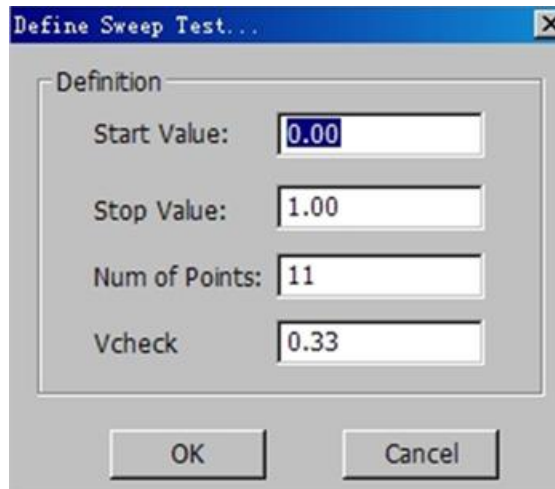 Define Sweep Test...
Definition
Start Value: 0.00
Stop Value: 1.00
Num of Points: 11
Vcheck 0.33
OK Cancel